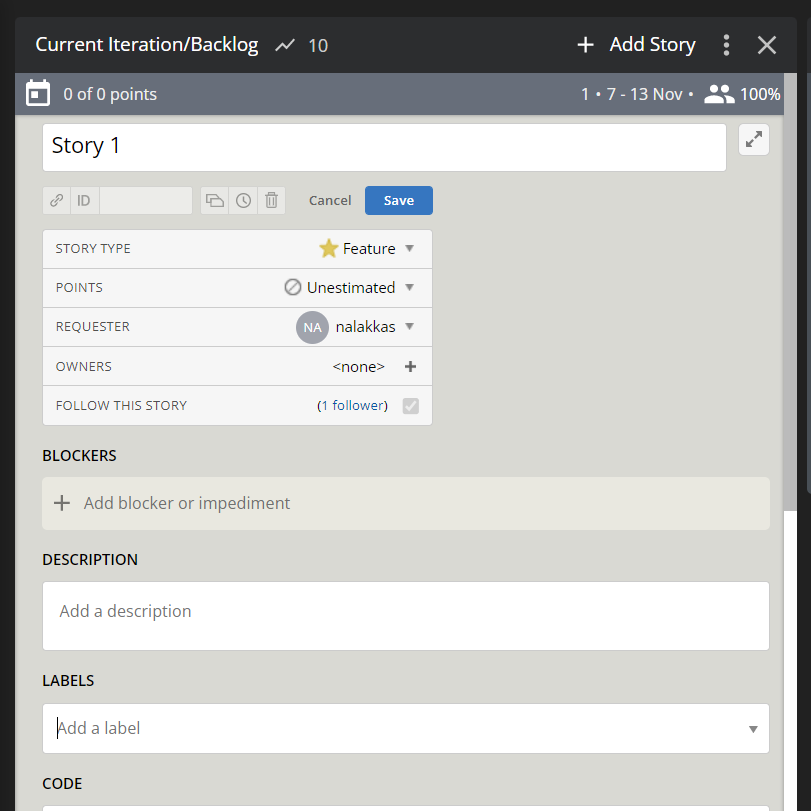 Current Iteration/Backlog 10 + Add Story
0 of 0 points 1 • 7 - 13 Nov • 100%
Story 1
ID Cancel Save
STORY TYPE Feature
POINTS Unestimated
REQUESTER NA nalakkas
OWNERS <none> +
FOLLOW THIS STORY (1 follower)
BLOCKERS
+ Add blocker or impediment
DESCRIPTION
Add a description
LABELS
Add a label
CODE